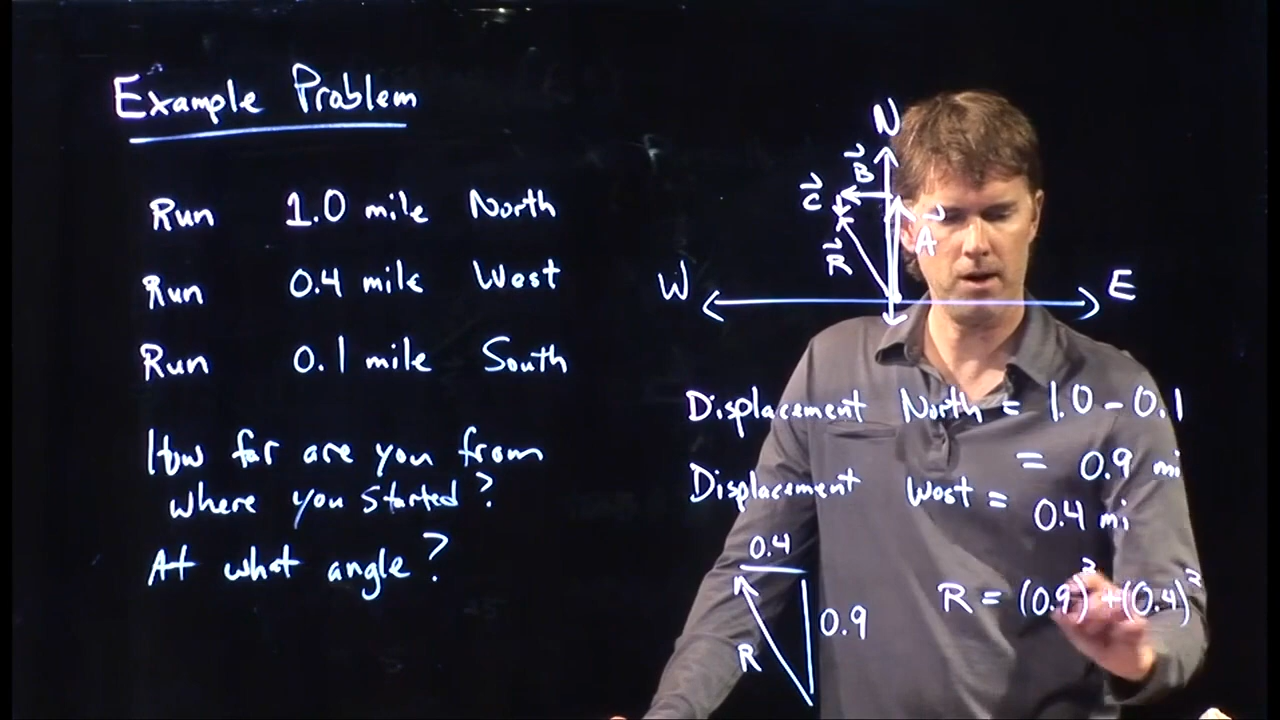 Example Problem
Run 1.0 mile North
Run 0.4 mile West
Run 0.1 mile South
How far are you from
where you started?
At what angle?
N
B
C
A
R
W
E
Displacement North = 1.0 - 0.1
= 0.9 mi
Displacement West = 0.4 mi
0.4
0.9
R
R = (0.9)² + (0.4)²